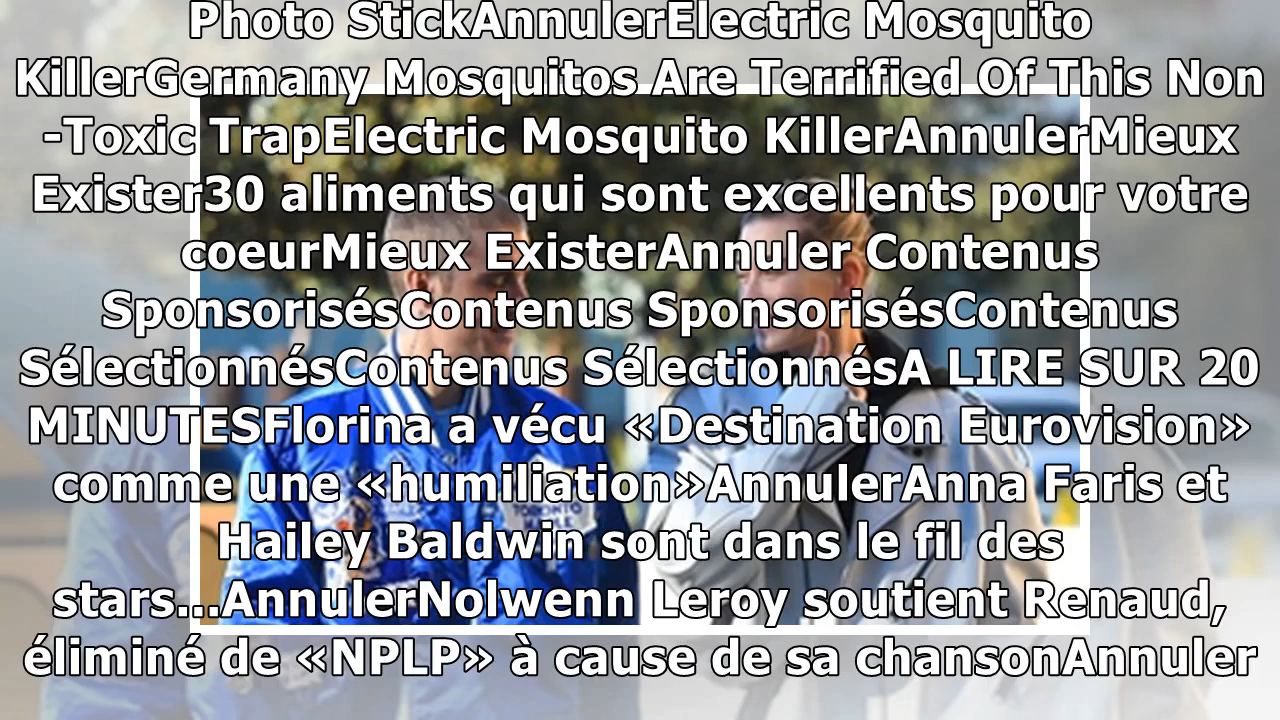 Photo StickAnnulerElectric Mosquito
KillerGermany Mosquitos Are Terrified Of This Non
-Toxic TrapElectric Mosquito KillerAnnulerMieux
Exister30 aliments qui sont excellents pour votre
coeurMieux ExisterAnnuler Contenus
SponsorisésContenus SponsorisésContenus
SélectionnésContenus SélectionnésA LIRE SUR 20
MINUTESFlorina a vécu «Destination Eurovision»
comme une «humiliation»AnnulerAnna Faris et
Hailey Baldwin sont dans le fil des
stars...AnnulerNolwenn Leroy soutient Renaud,
éliminé de «NPLP» à cause de sa chansonAnnuler
TORONTO